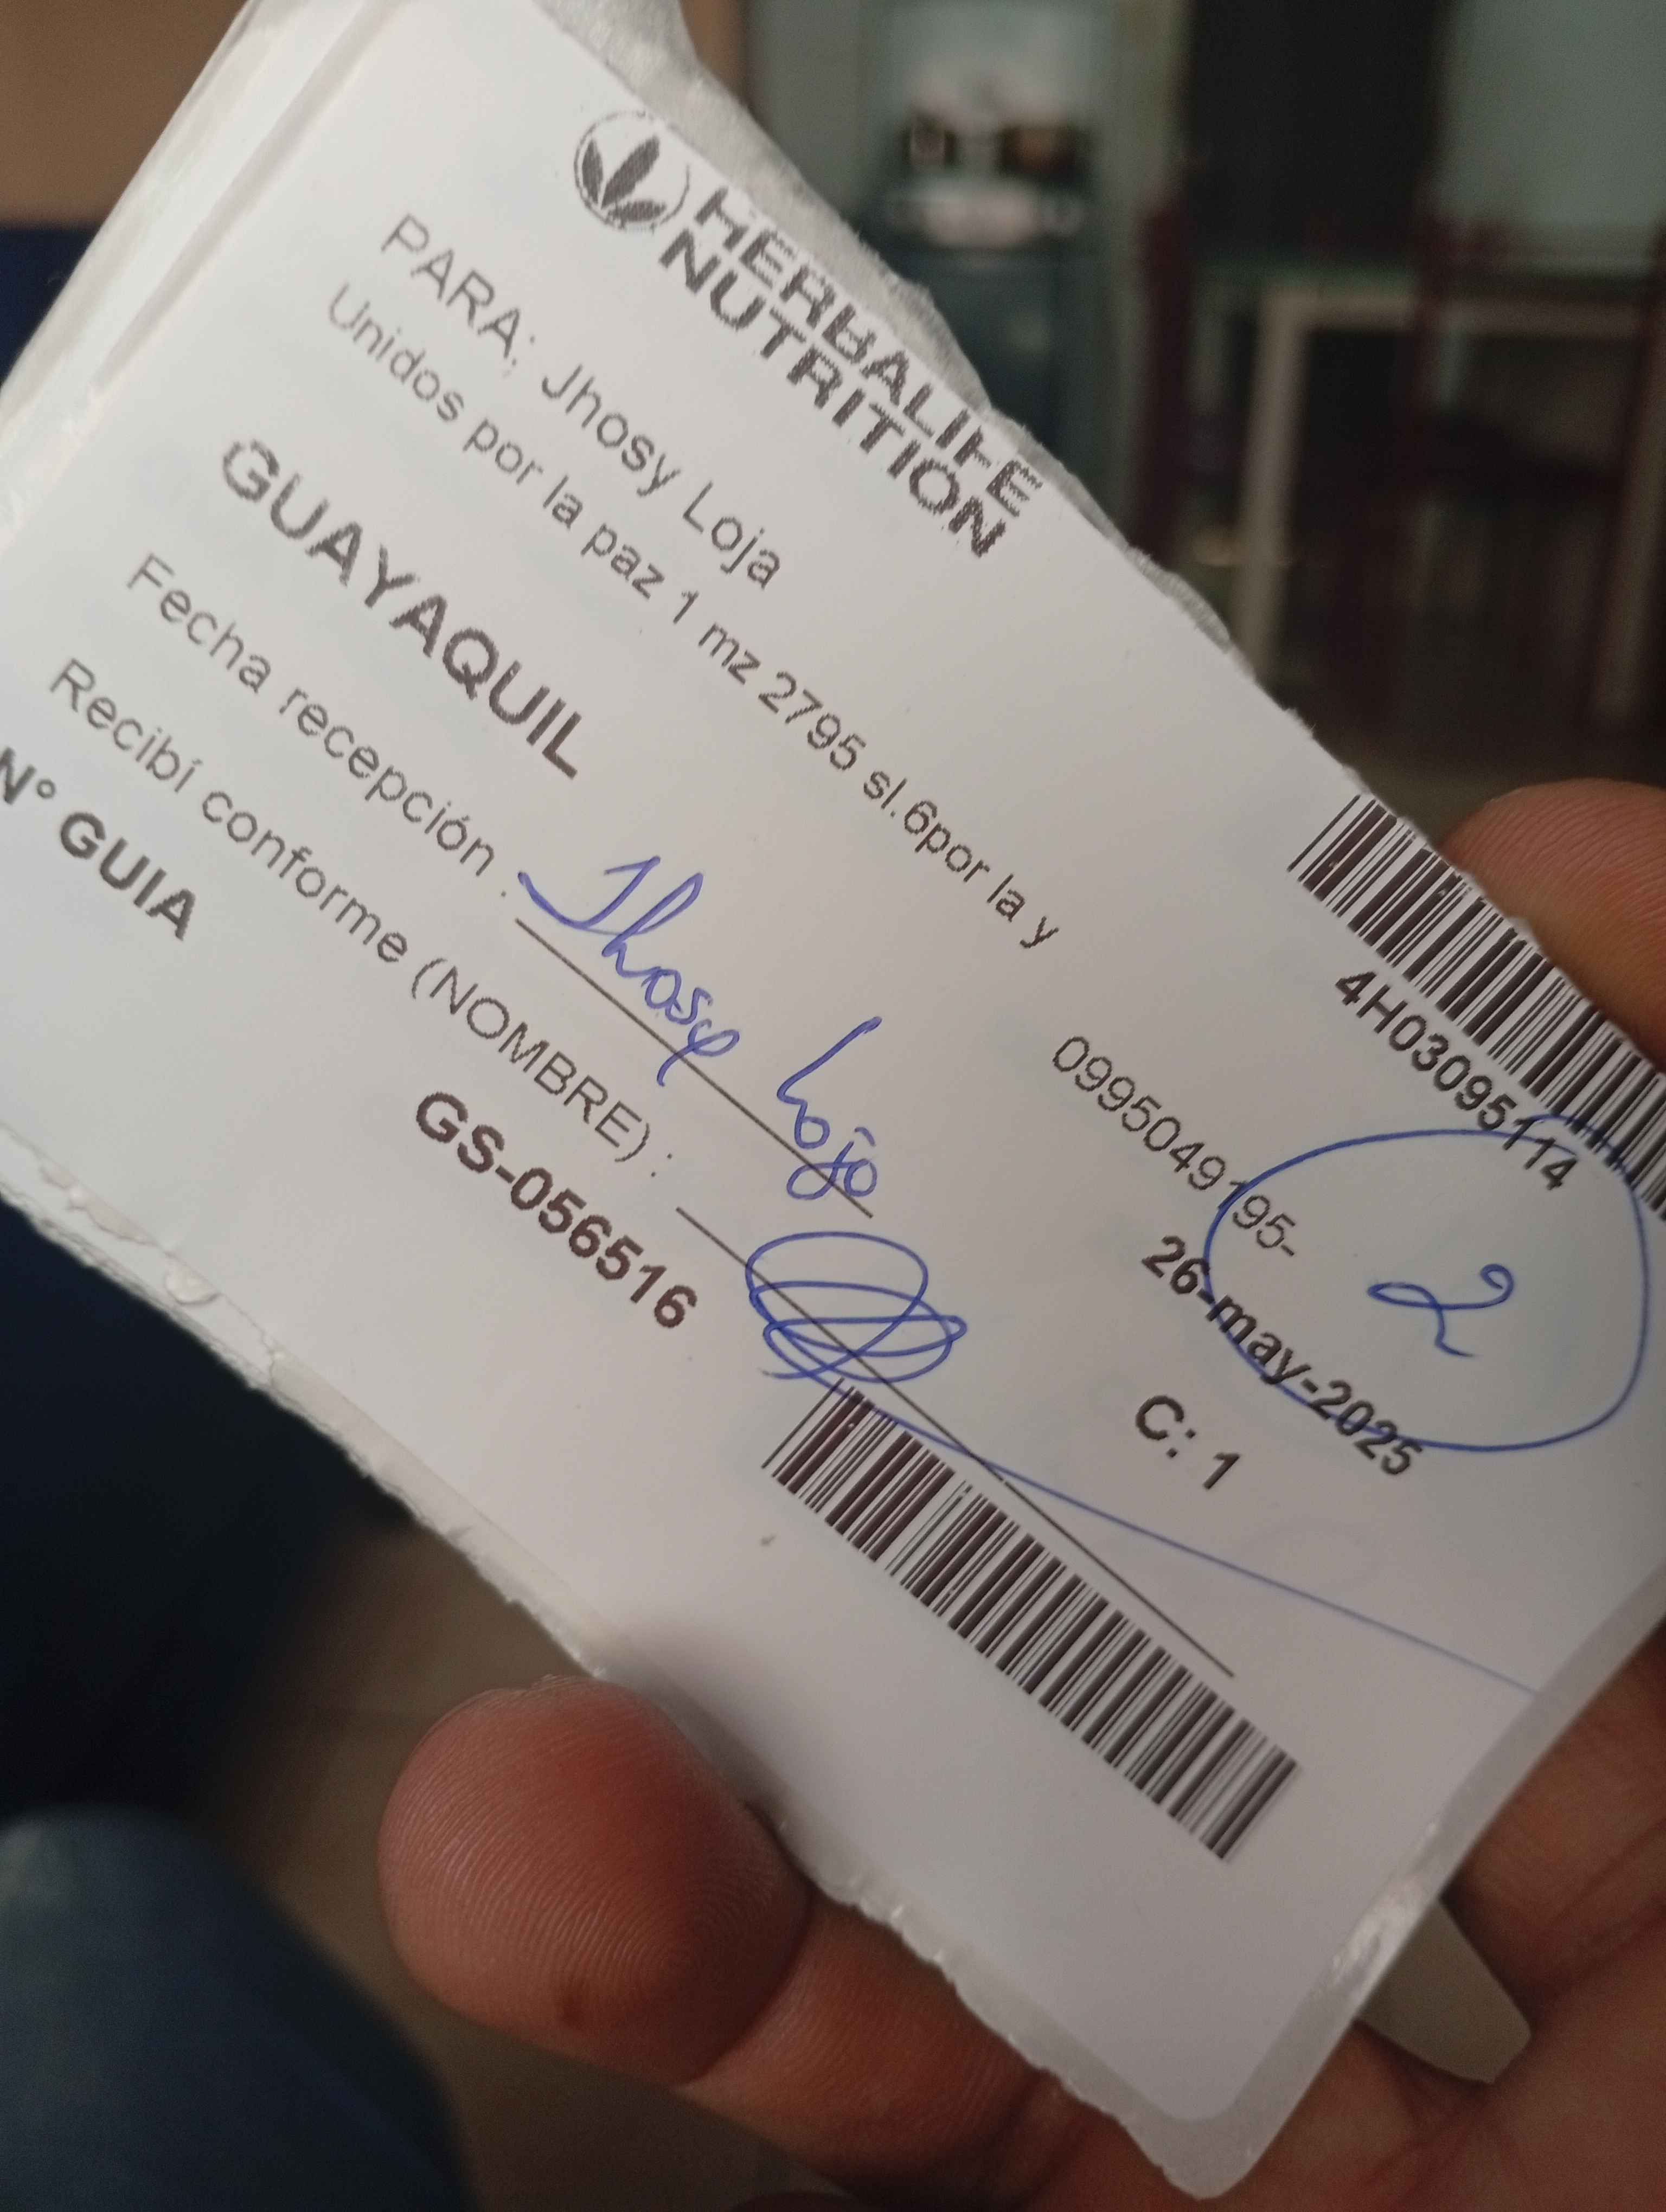 HERBALIFE
NUTRITION
4H03095114
PARA; Jhosy Loja
Unidos por la paz 1 mz 2795 sl.6por la y
0995049195-
2
GUAYAQUIL
26-may-2025
Fecha recepción . Jhosy Loja
C: 1
Recibí conforme (NOMBRE) :
N° GUIA GS-056516